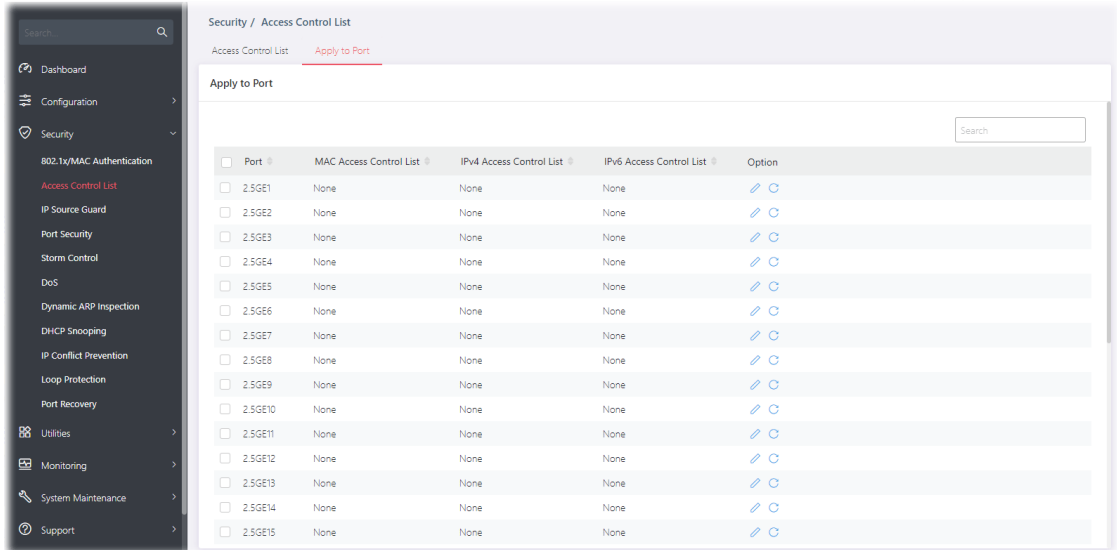 Search...
Dashboard
Configuration
Security
802.1x/MAC Authentication
Access Control List
IP Source Guard
Port Security
Storm Control
DoS
Dynamic ARP Inspection
DHCP Snooping
IP Conflict Prevention
Loop Protection
Port Recovery
Utilities
Monitoring
System Maintenance
Support
Security / Access Control List
Access Control List Apply to Port
Apply to Port
Search
Port MAC Access Control List IPv4 Access Control List IPv6 Access Control List Option
2.5GE1 None None None
2.5GE2 None None None
2.5GE3 None None None
2.5GE4 None None None
2.5GE5 None None None
2.5GE6 None None None
2.5GE7 None None None
2.5GE8 None None None
2.5GE9 None None None
2.5GE10 None None None
2.5GE11 None None None
2.5GE12 None None None
2.5GE13 None None None
2.5GE14 None None None
2.5GE15 None None None